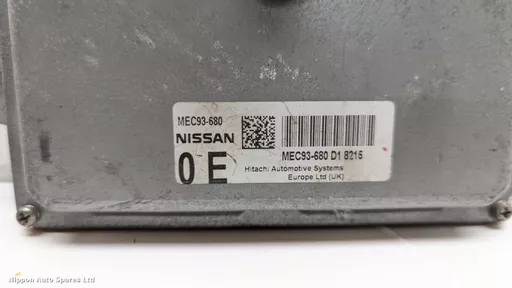 MEC93-680
NISSAN
0 E
MEC93-680 D1 8215
Hitachi Automotive Systems
Europe Ltd (UK)
Nippon Auto Spares Ltd